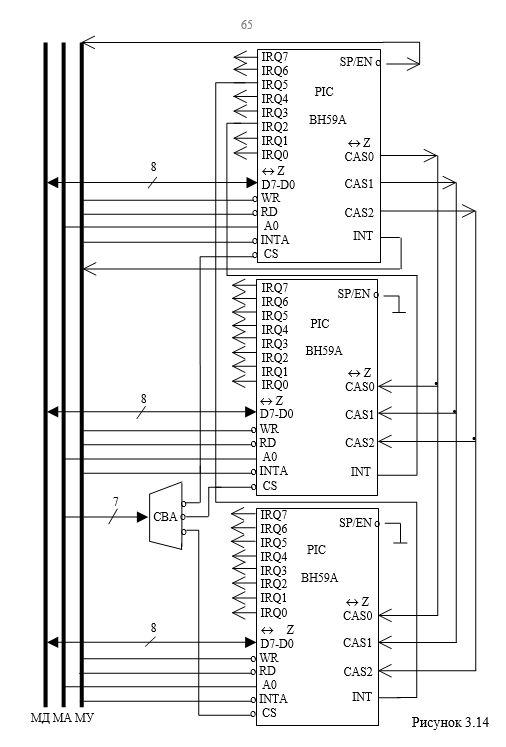 65
IRQ7
IRQ6
SP/EN
IRQ5
IRQ4
PIC
IRQ3
BH59A
IRQ2
IRQ1
↔ Z
IRQ0
CAS0
8
↔ Z
D7-D0
CAS1
WR
RD
CAS2
A0
INTA
INT
CS
IRQ7
SP/EN
IRQ6
IRQ5
IRQ4
PIC
IRQ3
IRQ2
BH59A
IRQ1
↔ Z
IRQ0
CAS0
8
↔ Z
D7-D0
CAS1
WR
RD
CAS2
A0
INTA
INT
CS
7
CBA
IRQ7
SP/EN
IRQ6
IRQ5
PIC
IRQ4
IRQ3
BH59A
IRQ2
IRQ1
↔ Z
IRQ0
CAS0
8
↔ Z
D7-D0
CAS1
WR
RD
CAS2
A0
INTA
INT
CS
МД МА МУ
Рисунок 3.14